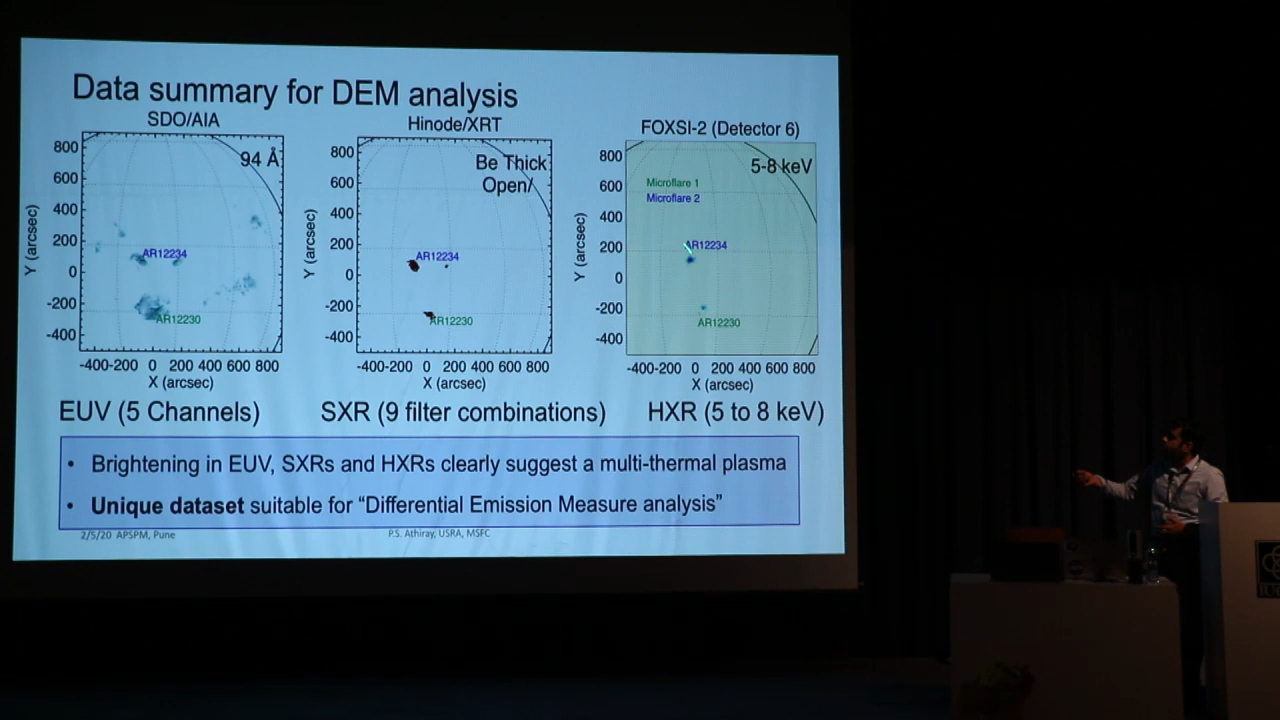 Data summary for DEM analysis
SDO/AIA
94 Å
800
600
400
200
0
-200
-400
Y (arcsec)
AR12234
AR12230
-400-200 0 200 400 600 800
X (arcsec)
EUV (5 Channels)
Hinode/XRT
Be Thick
Open/
800
600
400
200
0
-200
-400
Y (arcsec)
AR12234
AR12230
-400-200 0 200 400 600 800
X (arcsec)
SXR (9 filter combinations)
FOXSI-2 (Detector 6)
5-8 keV
Microflare 1
Microflare 2
800
600
400
200
0
-200
-400
Y (arcsec)
AR12234
AR12230
-400-200 0 200 400 600 800
X (arcsec)
HXR (5 to 8 keV)
• Brightening in EUV, SXRs and HXRs clearly suggest a multi-thermal plasma
• Unique dataset suitable for “Differential Emission Measure analysis”
2/5/20 APSPM, Pune
P.S. Athiray, USRA, MSFC